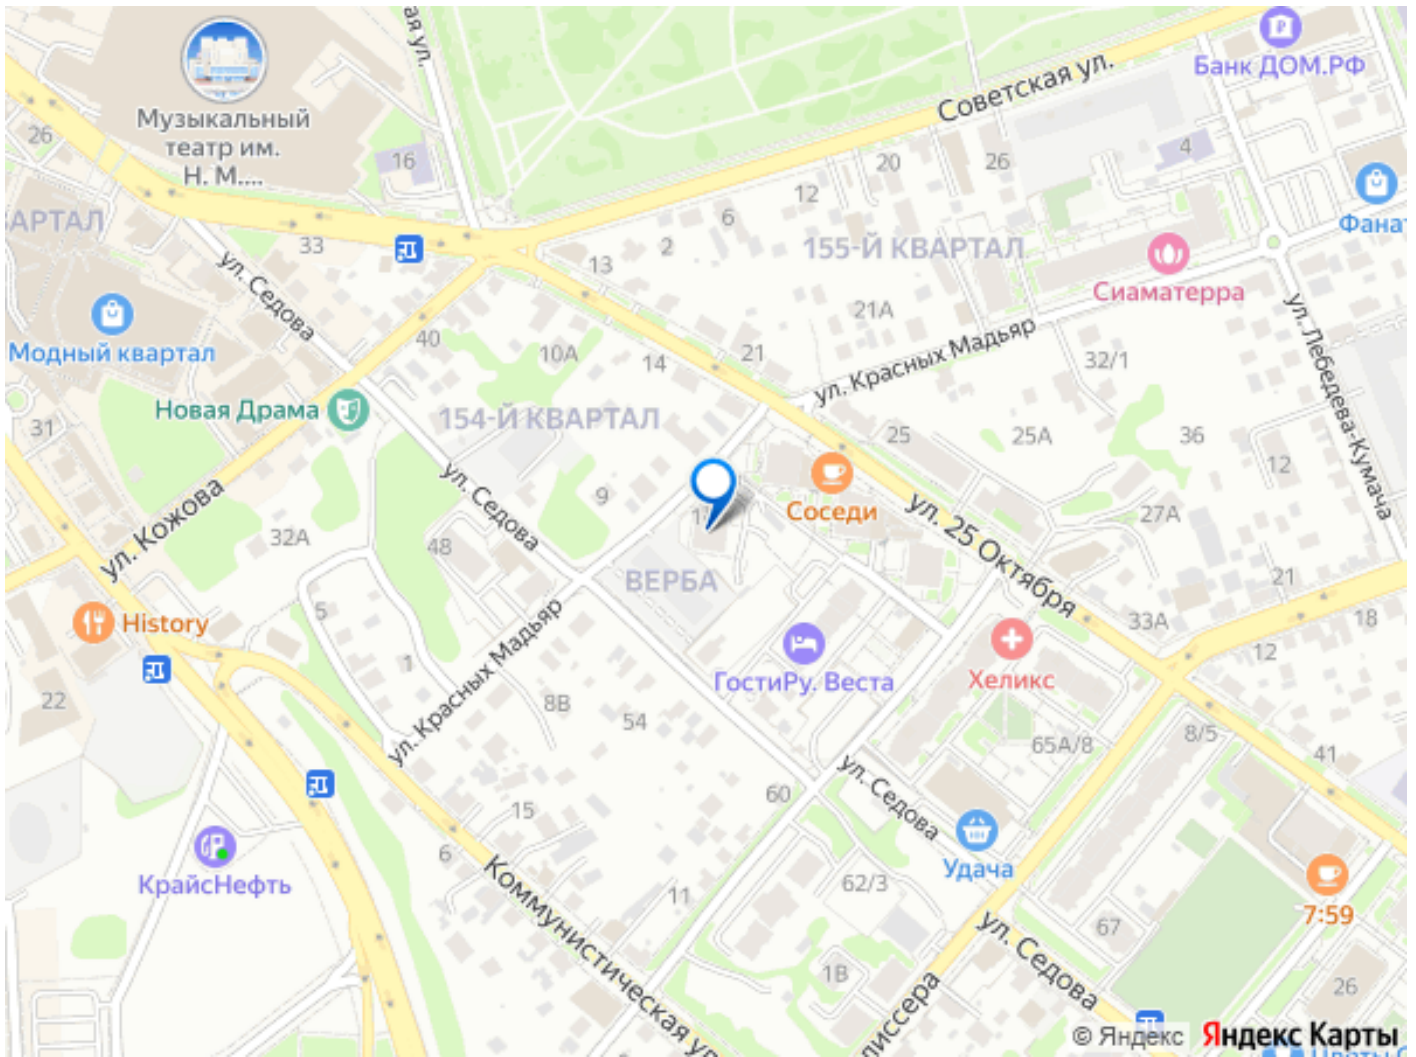 ая ул.
Банк ДОМ.РФ
Советская ул.
Музыкальный
театр им.
Н. М....
26
16
20
26
4
12
6
2
33
АРТАЛ
155-Й КВАРТАЛ
Фанат
13
Сиаматерра
ул. Седова
21А
Модный квартал
40
10А
14
21
ул. Красных Мадьяр
32/1
ул. Лебедева-Кумача
Новая Драма
154-Й КВАРТАЛ
31
25
25А
36
12
ул. Седова
9
Соседи
ул. 25 Октября
27А
ул. Кожова
32А
48
ВЕРБА
21
18
History
5
33А
12
1
ул. Красных Мадьяр
ГостиРу. Веста
Хеликс
22
8В
54
65А/8
8/5
41
ул. Седова
60
15
6
Удача
КрайсНефть
Коммунистическая ул
62/3
11
7:59
67
ул. Седова
1В
26
лиссера
© Яндекс Яндекс Карты